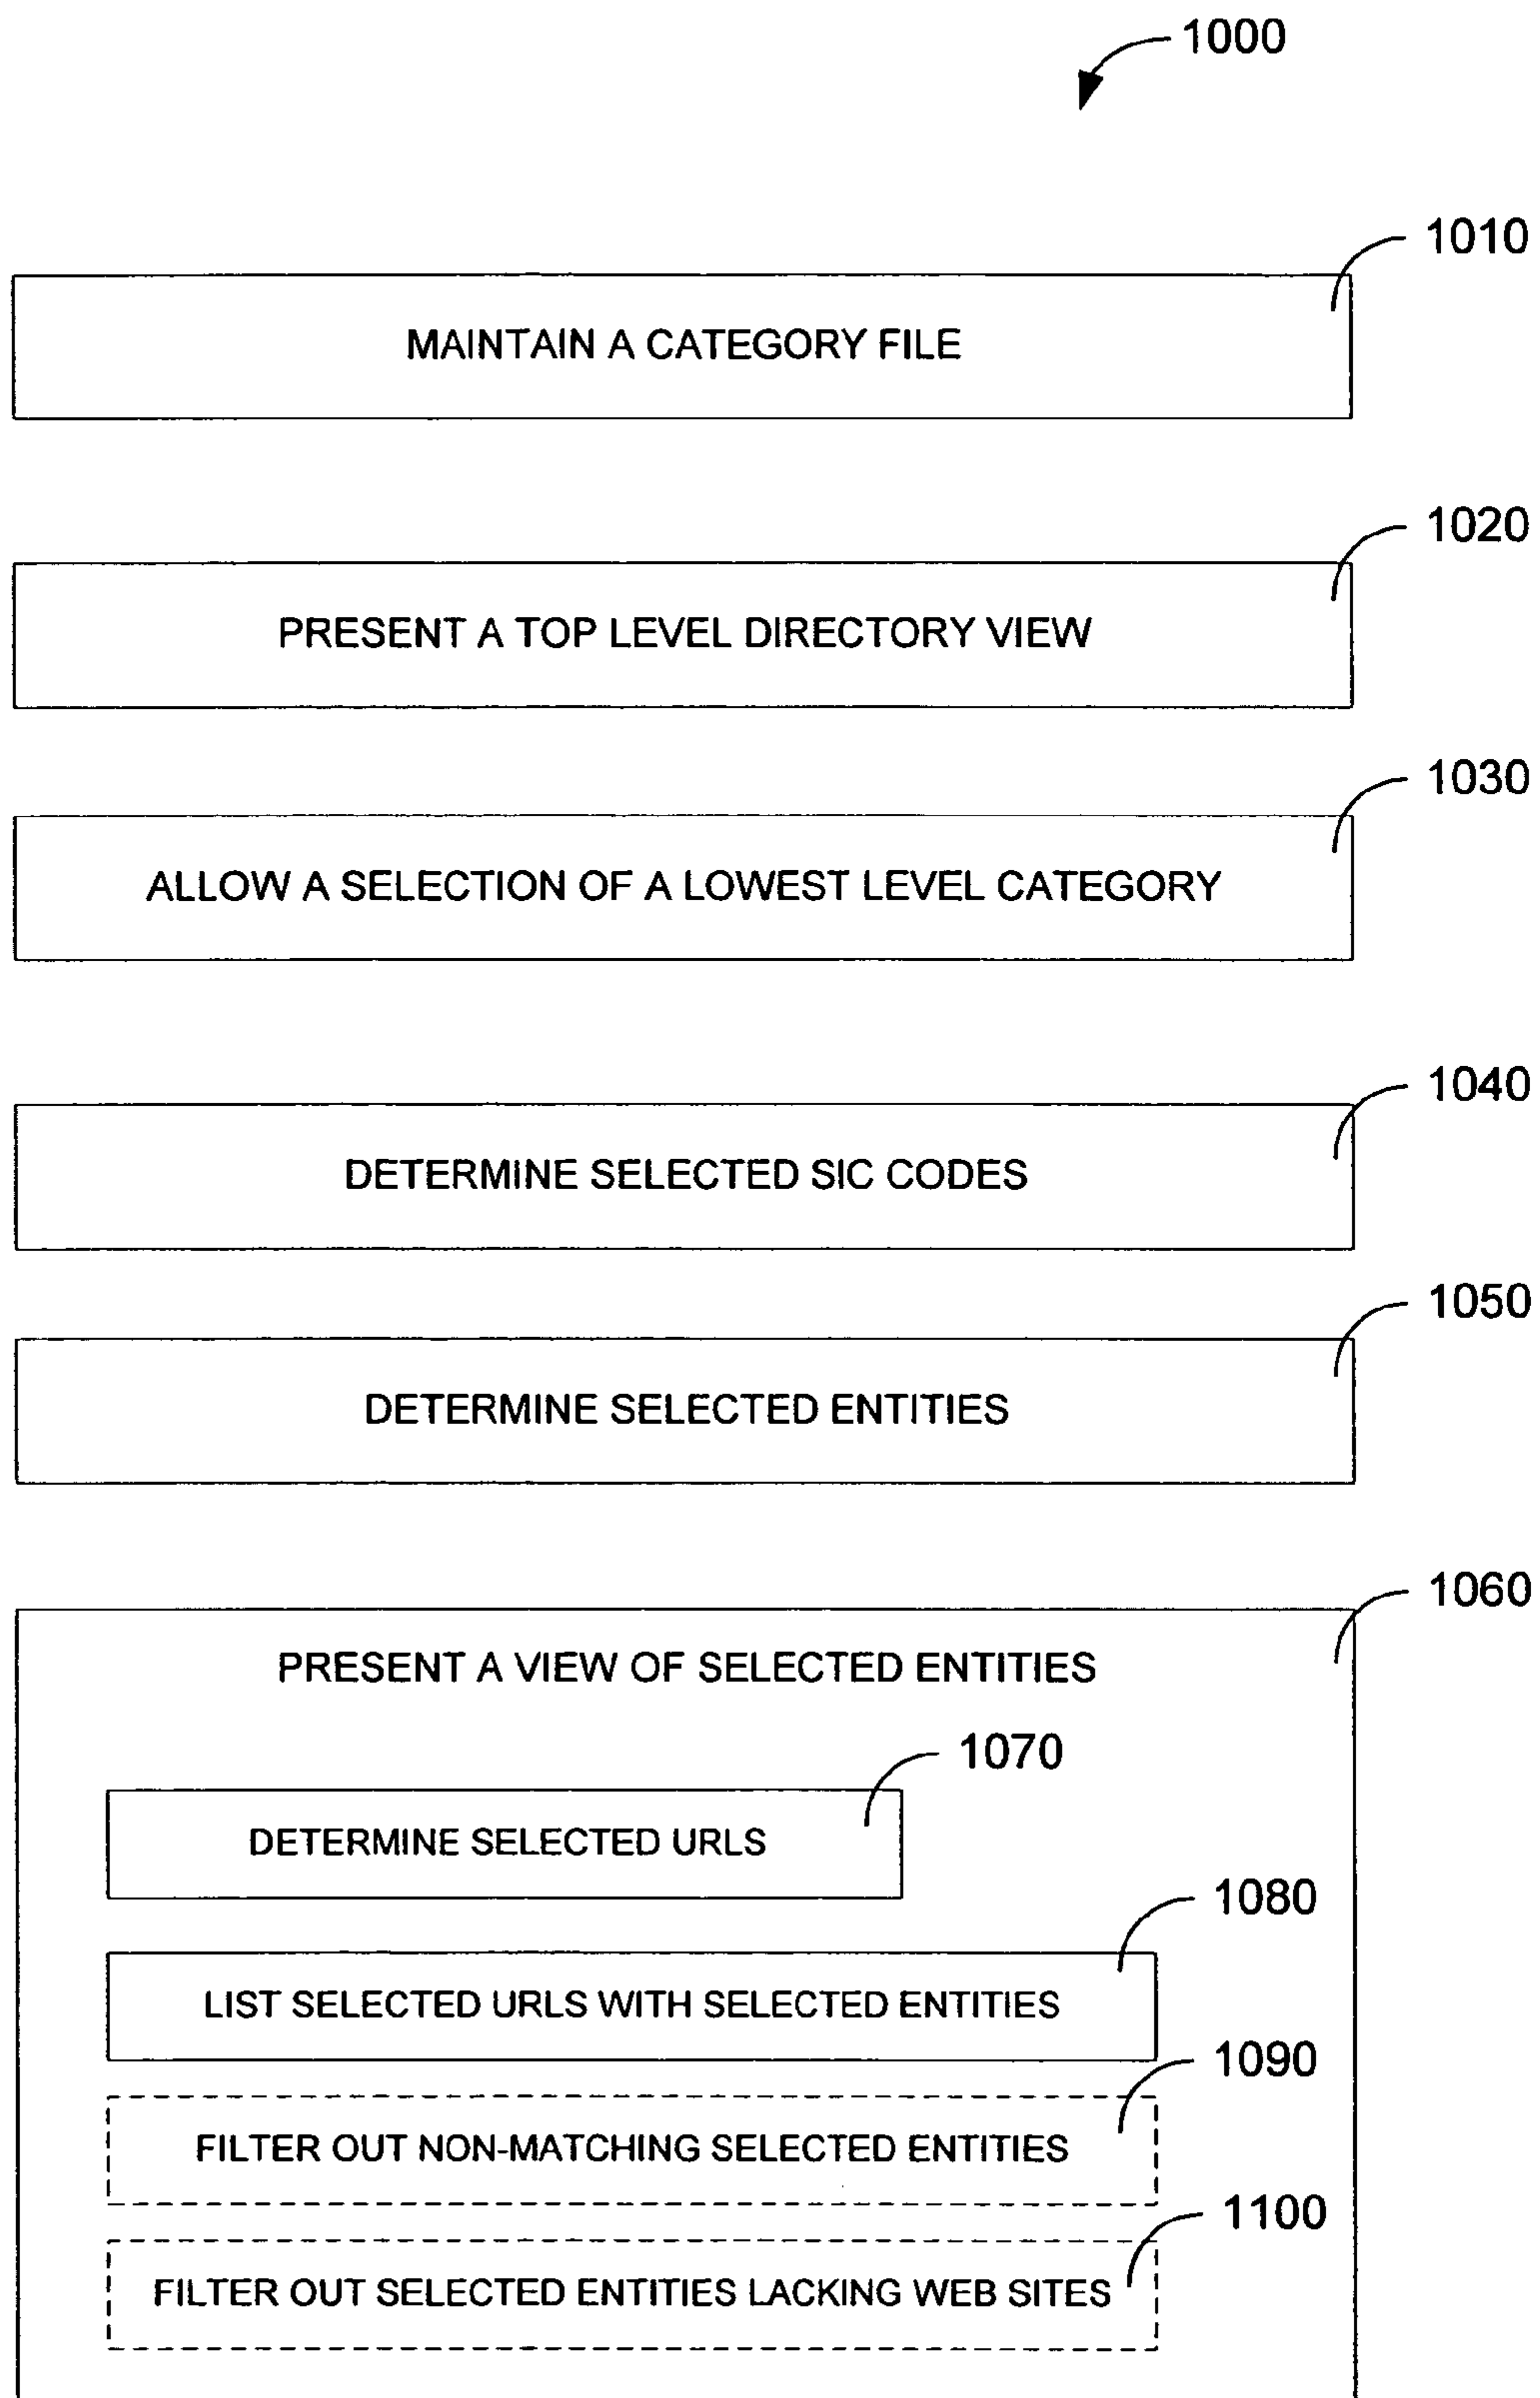 1000
1010
MAINTAIN A CATEGORY FILE
1020
PRESENT A TOP LEVEL DIRECTORY VIEW
1030
ALLOW A SELECTION OF A LOWEST LEVEL CATEGORY
1040
DETERMINE SELECTED SIC CODES
1050
DETERMINE SELECTED ENTITIES
1060
PRESENT A VIEW OF SELECTED ENTITIES
1070
DETERMINE SELECTED URLS
1080
LIST SELECTED URLS WITH SELECTED ENTITIES
1090
FILTER OUT NON-MATCHING SELECTED ENTITIES
1100
FILTER OUT SELECTED ENTITIES LACKING WEB SITES